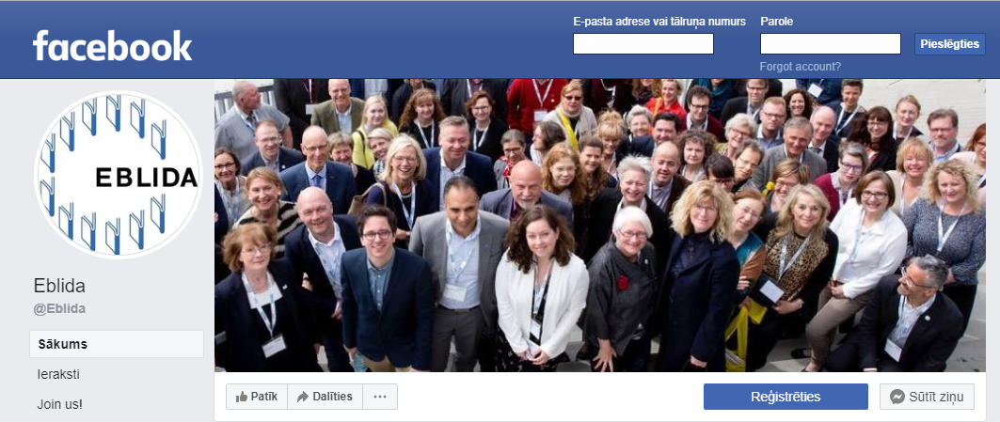 facebook
E-pasta adrese vai tālruņa numurs
Parole
Pieslēgties
Forgot account?
EBLIDA
Eblida
@Eblida
Sākums
Ieraksti
Join us!
Patīk
Dalīties
...
Reģistrēties
Sūtīt ziņu